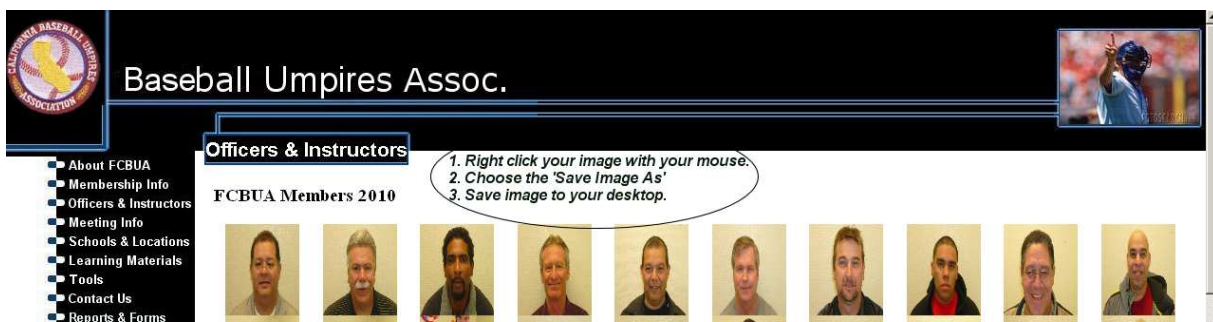 CALIFORNIA BASEBALL UMPIRES
ASSOCIATION
Baseball Umpires Assoc.
Officers & Instructors
1. Right click your image with your mouse.
2. Choose the 'Save Image As'
3. Save image to your desktop.
About FCBUA
Membership Info
Officers & Instructors
Meeting Info
Schools & Locations
Learning Materials
Tools
Contact Us
Reports & Forms
FCBUA Members 2010